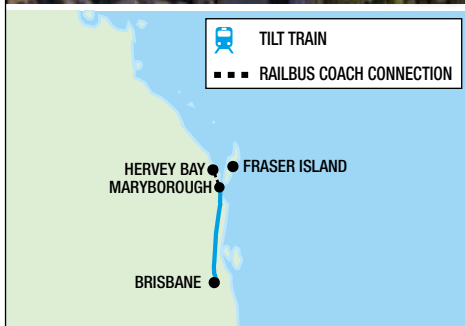 TILT TRAIN
RAILBUS COACH CONNECTION
HERVEY BAY
FRASER ISLAND
MARYBOROUGH
BRISBANE